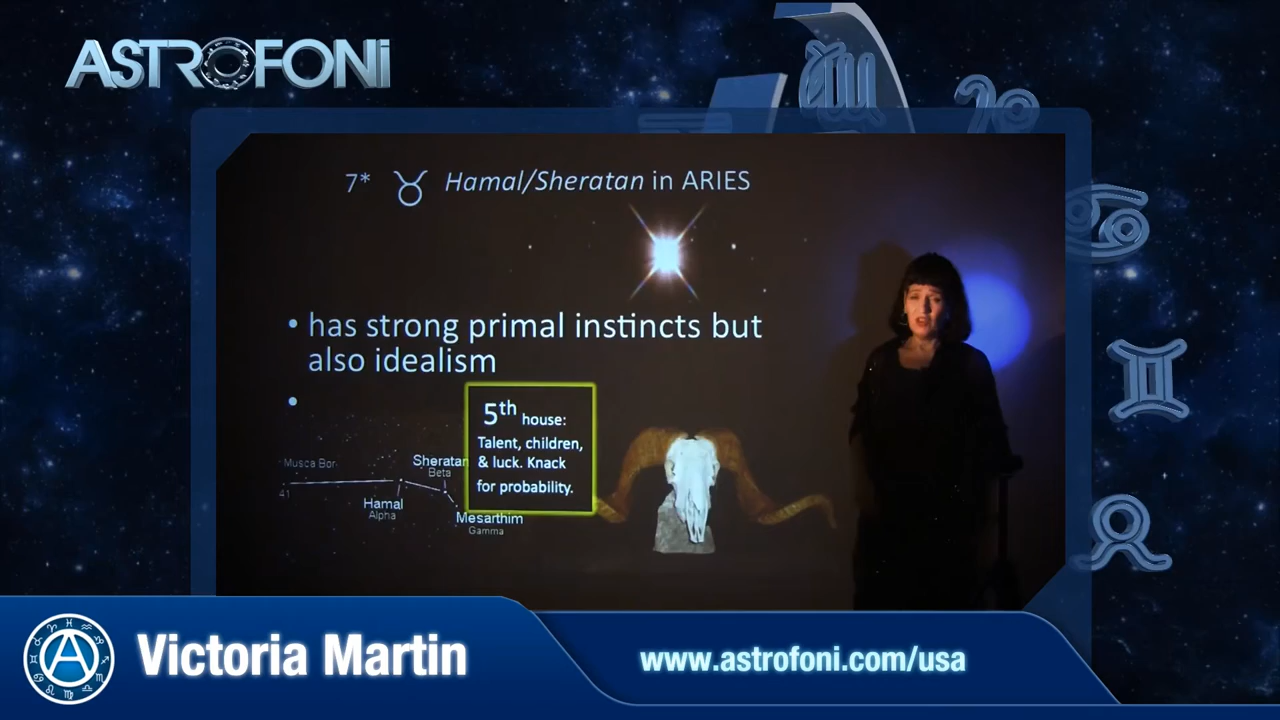 ASTROFONi
7* ♉ Hamal/Sheratan in ARIES
• has strong primal instincts but
also idealism
•
5th house:
Talent, children,
& luck. Knack
for probability.
Musca Bor.
Sheratan
Beta
41
Hamal
Alpha
Mesarthim
Gamma
Victoria Martin
www.astrofoni.com/usa